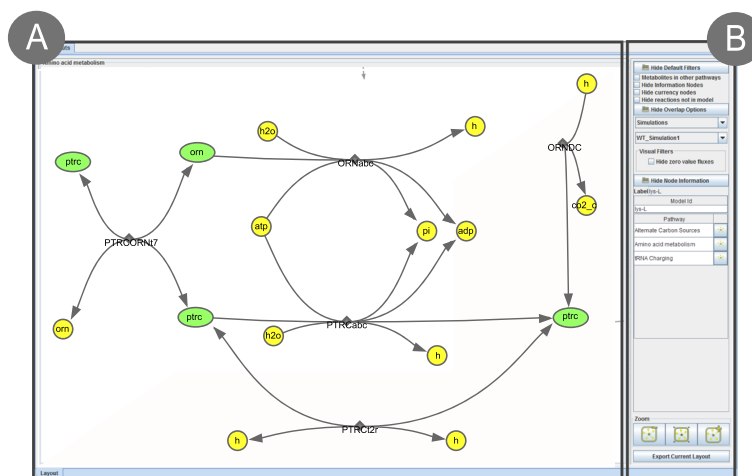 A
B
Amino acid metabolism
h
h2o
h
orn
ptrc
ORNabc
ORNDC
co2_c
atp
pi
adp
PTRCORNt7
ptrc
ptrc
PTRCabc
orn
h2o
h
PTRCt2r
h
h
Layout
Hide Default Filters
Metabolites in other pathways
Hide Information Nodes
Hide currency nodes
Hide reactions not in model
Hide Overlap Options
Simulations
WT_Simulation1
Visual Filters
Hide zero value fluxes
Hide Node Information
Label lys-L
Model Id
lys-L
Pathway
Alternate Carbon Sources
Amino acid metabolism
tRNA Charging
Zoom
Export Current Layout